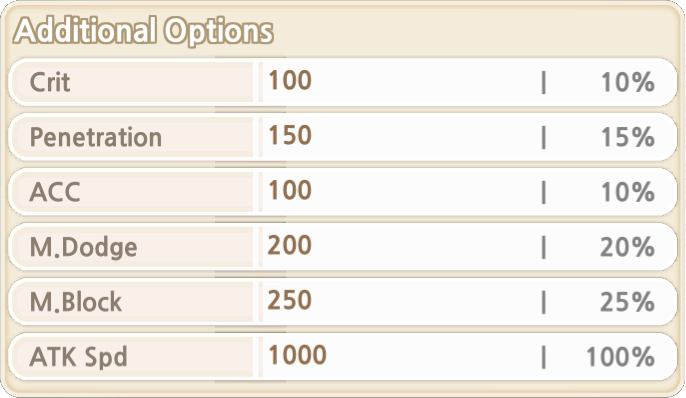 Additional Options
Crit 100 | 10%
Penetration 150 | 15%
ACC 100 | 10%
M.Dodge 200 | 20%
M.Block 250 | 25%
ATK Spd 1000 | 100%